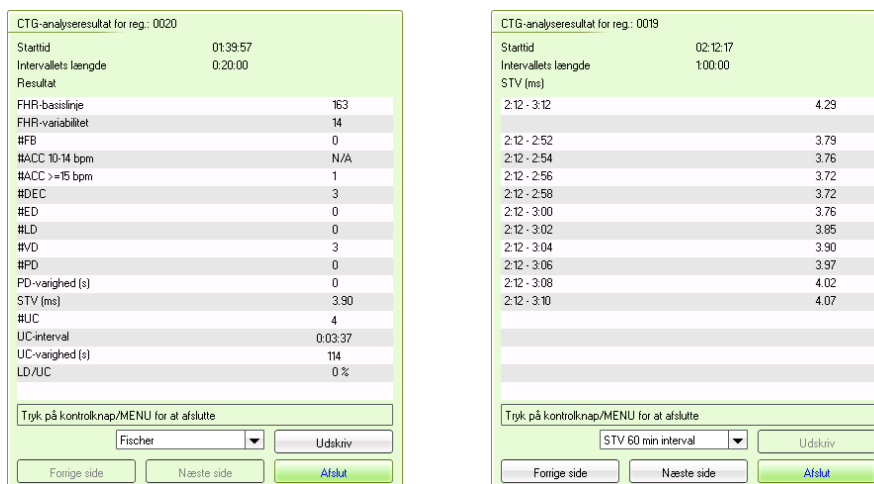 CTG-analyseresultat for reg.: 0020
Starttid 01:39:57
Intervallets længde 0:20:00
Resultat
FHR-basislinje 163
FHR-variabilitet 14
#FB 0
#ACC 10-14 bpm N/A
#ACC >=15 bpm 1
#DEC 3
#ED 0
#LD 0
#VD 3
#PD 0
PD-varighed (s) 0
STV (ms) 3.90
#UC 4
UC-interval 0:03:37
UC-varighed (s) 114
LD/UC 0 %
Tryk på kontrolknap/MENU for at afslutte
Fischer Udskriv
Forrige side Næste side Afslut
CTG-analyseresultat for reg.: 0019
Starttid 02:12:17
Intervallets længde 1:00:00
STV (ms)
2:12 - 3:12 4.29
2:12 - 2:52 3.79
2:12 - 2:54 3.76
2:12 - 2:56 3.72
2:12 - 2:58 3.72
2:12 - 3:00 3.76
2:12 - 3:02 3.85
2:12 - 3:04 3.90
2:12 - 3:06 3.97
2:12 - 3:08 4.02
2:12 - 3:10 4.07
Tryk på kontrolknap/MENU for at afslutte
STV 60 min interval Udskriv
Forrige side Næste side Afslut